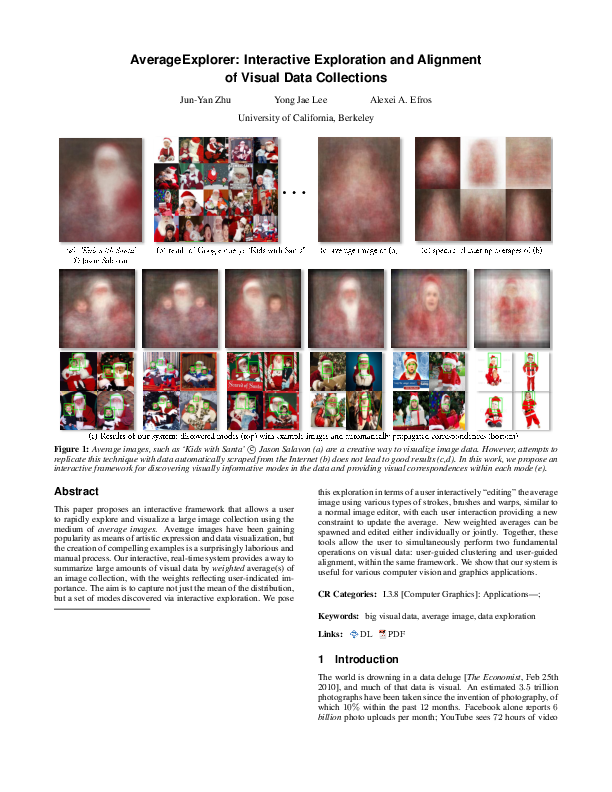 AverageExplorer: Interactive Exploration and Alignment
of Visual Data Collections
Jun-Yan Zhu Yong Jae Lee Alexei A. Efros
University of California, Berkeley
(a) "Kids with Santa"
© Jason Salavon
(b) result of Google query: "Kids with Santa"
(c) average image of (b)
(d) spectral clustering averages of (b)
(e) Results of our system: discovered modes (top) with example images and automatically propagated correspondences (bottom)
Figure 1: Average images, such as 'Kids with Santa' © Jason Salavon (a) are a creative way to visualize image data. However, attempts to
replicate this technique with data automatically scraped from the Internet (b) does not lead to good results (c,d). In this work, we propose an
interactive framework for discovering visually informative modes in the data and providing visual correspondences within each mode (e).
Abstract
This paper proposes an interactive framework that allows a user
to rapidly explore and visualize a large image collection using the
medium of average images. Average images have been gaining
popularity as means of artistic expression and data visualization, but
the creation of compelling examples is a surprisingly laborious and
manual process. Our interactive, real-time system provides a way to
summarize large amounts of visual data by weighted average(s) of
an image collection, with the weights reflecting user-indicated im-
portance. The aim is to capture not just the mean of the distribution,
but a set of modes discovered via interactive exploration. We pose
this exploration in terms of a user interactively “editing” the average
image using various types of strokes, brushes and warps, similar to
a normal image editor, with each user interaction providing a new
constraint to update the average. New weighted averages can be
spawned and edited either individually or jointly. Together, these
tools allow the user to simultaneously perform two fundamental
operations on visual data: user-guided clustering and user-guided
alignment, within the same framework. We show that our system is
useful for various computer vision and graphics applications.
CR Categories: I.3.8 [Computer Graphics]: Applications—;
Keywords: big visual data, average image, data exploration
Links: DL PDF
1 Introduction
The world is drowning in a data deluge [The Economist, Feb 25th
2010], and much of that data is visual. An estimated 3.5 trillion
photographs have been taken since the invention of photography, of
which 10% within the past 12 months. Facebook alone reports 6
billion photo uploads per month; YouTube sees 72 hours of video